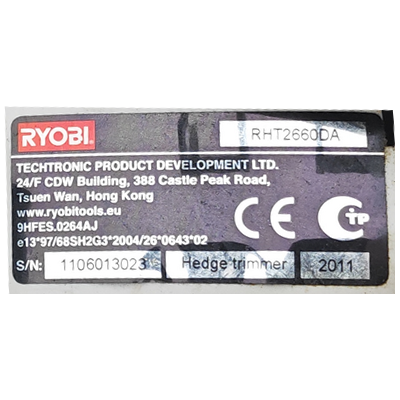 RYOBI
RHT2660DA
TECHTRONIC PRODUCT DEVELOPMENT LTD.
24/F CDW Building, 388 Castle Peak Road,
Tsuen Wan, Hong Kong
www.ryobitools.eu
9HFES.0264AJ
e13*97/68SH2G3*2004/26*0643*02
CE
TP
S/N: 1106013023 Hedge trimmer 2011